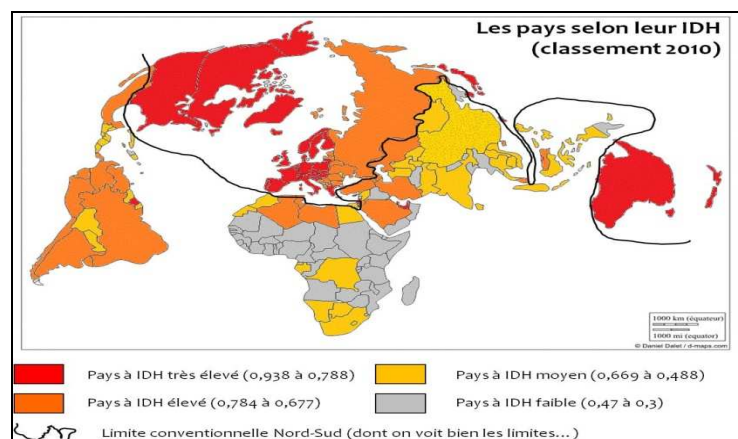 Les pays selon leur IDH
(classement 2010)
1000 km (équateur)
1000 mi (equator)
© Daniel Dalet / d-maps.com
Pays à IDH très élevé (0,938 à 0,788)
Pays à IDH moyen (0,669 à 0,488)
Pays à IDH élevé (0,784 à 0,677)
Pays à IDH faible (0,47 à 0,3)
Limite conventionnelle Nord-Sud (dont on voit bien les limites...)